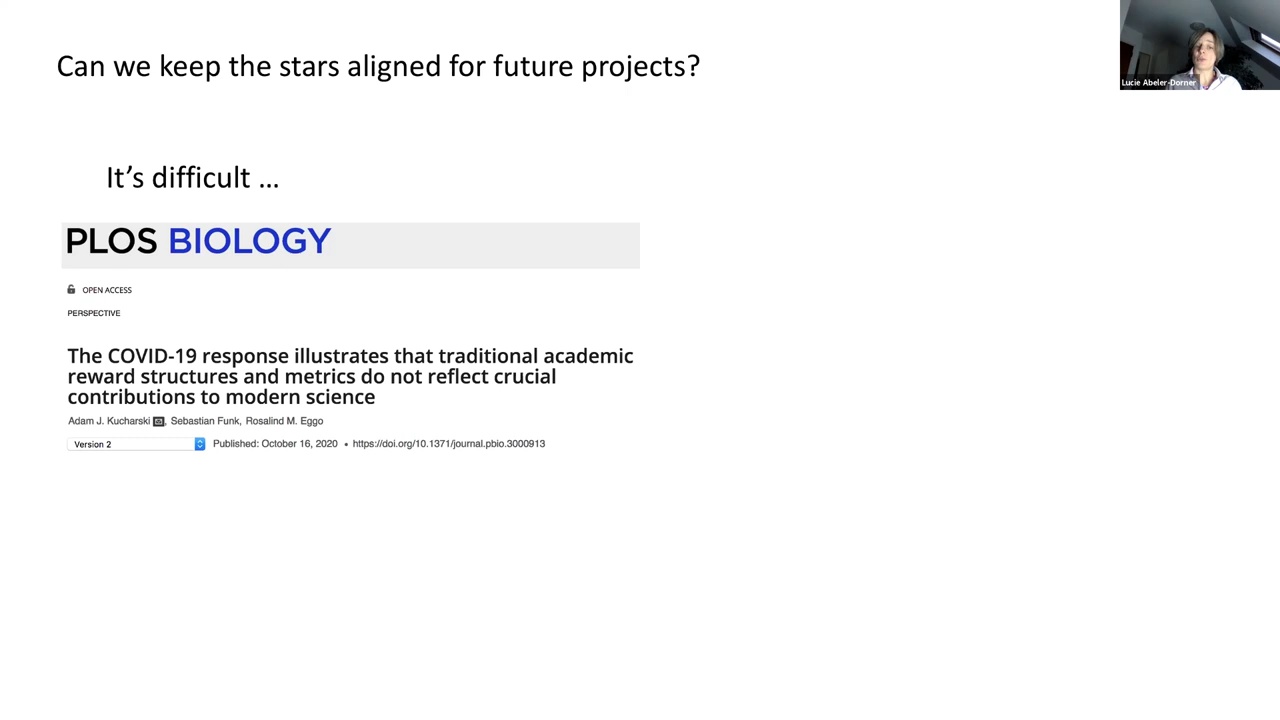 Can we keep the stars aligned for future projects?
Lucie Abeler-Dorner
It’s difficult …
PLOS BIOLOGY
OPEN ACCESS
PERSPECTIVE
The COVID-19 response illustrates that traditional academic
reward structures and metrics do not reflect crucial
contributions to modern science
Adam J. Kucharski, Sebastian Funk, Rosalind M. Eggo
Version 2 Published: October 16, 2020 • https://doi.org/10.1371/journal.pbio.3000913